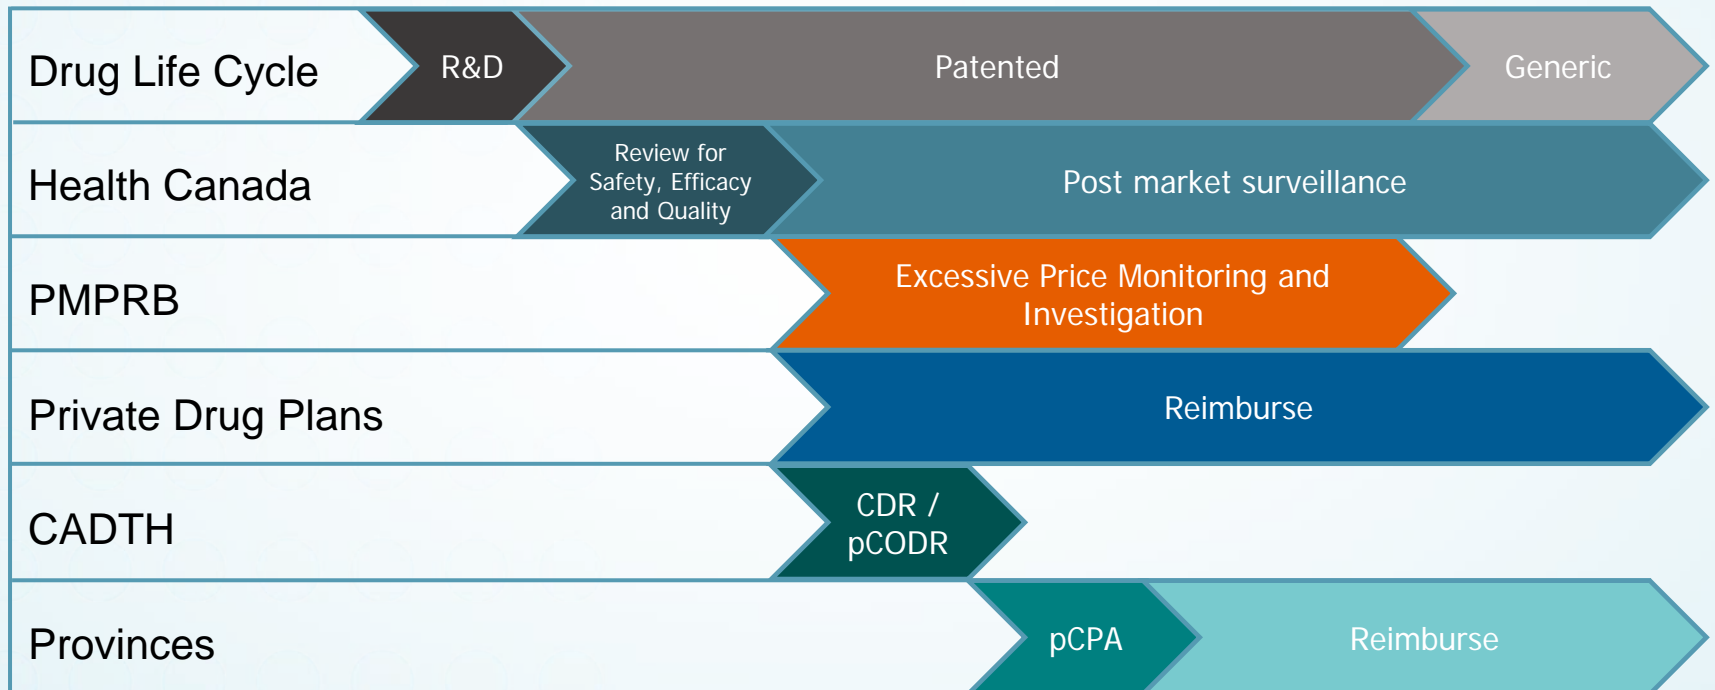 Drug Life Cycle
R&D
Patented
Generic
Health Canada
Review for
Safety, Efficacy
and Quality
Post market surveillance
PMPRB
Excessive Price Monitoring and
Investigation
Private Drug Plans
Reimburse
CADTH
CDR /
pCODR
Provinces
pCPA
Reimburse